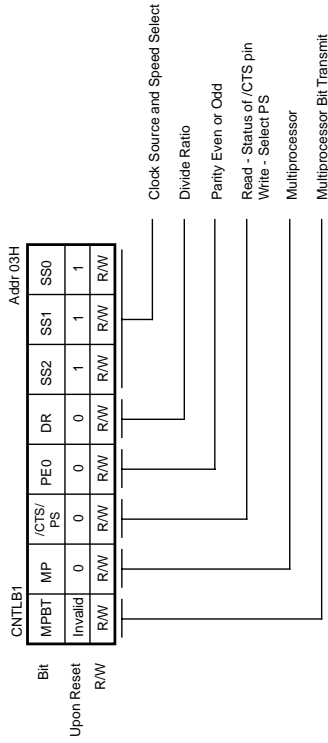 CNTLB1 Addr 03H
Bit MPBT MP /CTS/ PS PE0 DR SS2 SS1 SS0
Upon Reset Invalid 0 0 0 0 1 1 1
R/W R/W R/W R/W R/W R/W R/W R/W R/W
Clock Source and Speed Select
Divide Ratio
Parity Even or Odd
Read - Status of /CTS pin
Write - Select PS
Multiprocessor
Multiprocessor Bit Transmit